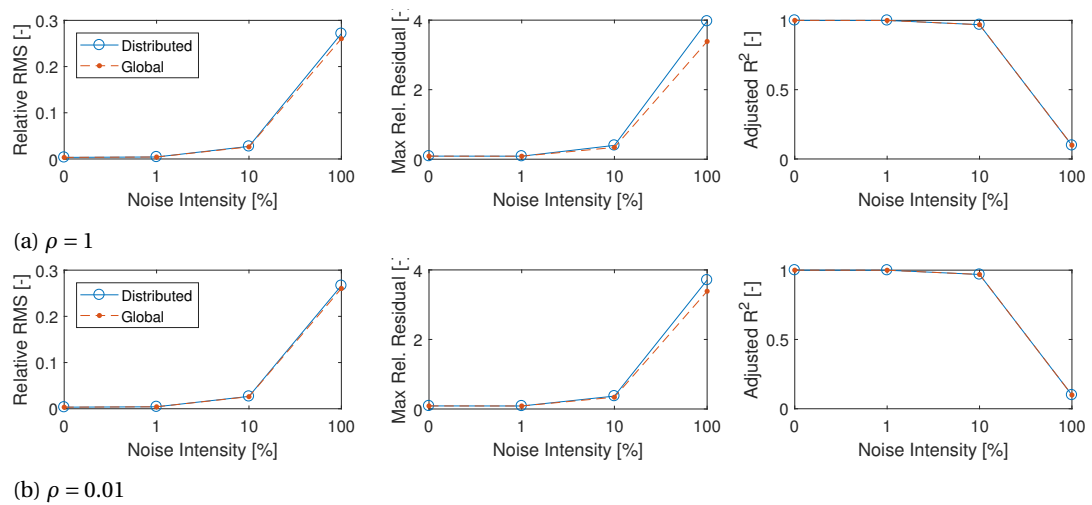 Relative RMS [-]
0.3
0.2
0.1
0
Distributed
Global
0 1 10 100
Noise Intensity [%]
Max Rel. Residual [-
4
2
0
0 1 10 100
Noise Intensity [%]
Adjusted R² [-]
1
0.5
0
0 1 10 100
Noise Intensity [%]
(a) ρ = 1
Relative RMS [-]
0.3
0.2
0.1
0
Distributed
Global
0 1 10 100
Noise Intensity [%]
Max Rel. Residual [-
4
2
0
0 1 10 100
Noise Intensity [%]
Adjusted R² [-]
1
0.5
0
0 1 10 100
Noise Intensity [%]
(b) ρ = 0.01